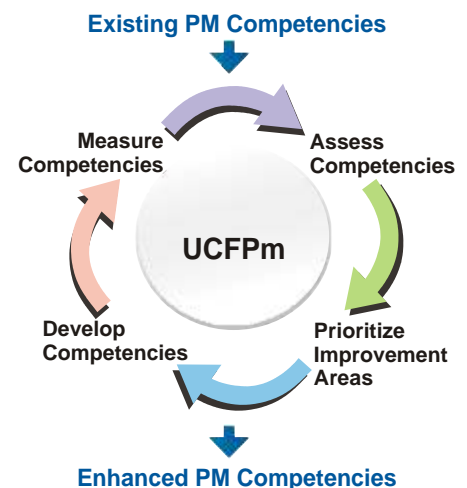 Existing PM Competencies
Measure
Competencies
Assess
Competencies
UCFPm
Develop
Competencies
Prioritize
Improvement
Areas
Enhanced PM Competencies